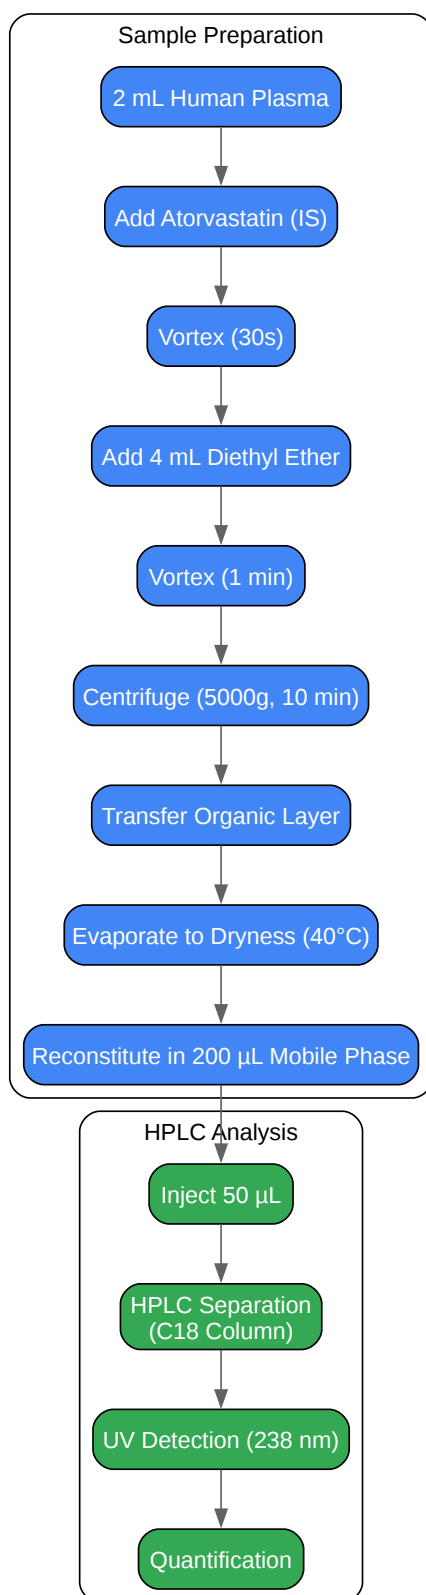 Sample Preparation
2 mL Human Plasma
Add Atorvastatin (IS)
Vortex (30s)
Add 4 mL Diethyl Ether
Vortex (1 min)
Centrifuge (5000g, 10 min)
Transfer Organic Layer
Evaporate to Dryness (40°C)
Reconstitute in 200 µL Mobile Phase
HPLC Analysis
Inject 50 µL
HPLC Separation
(C18 Column)
UV Detection (238 nm)
Quantification